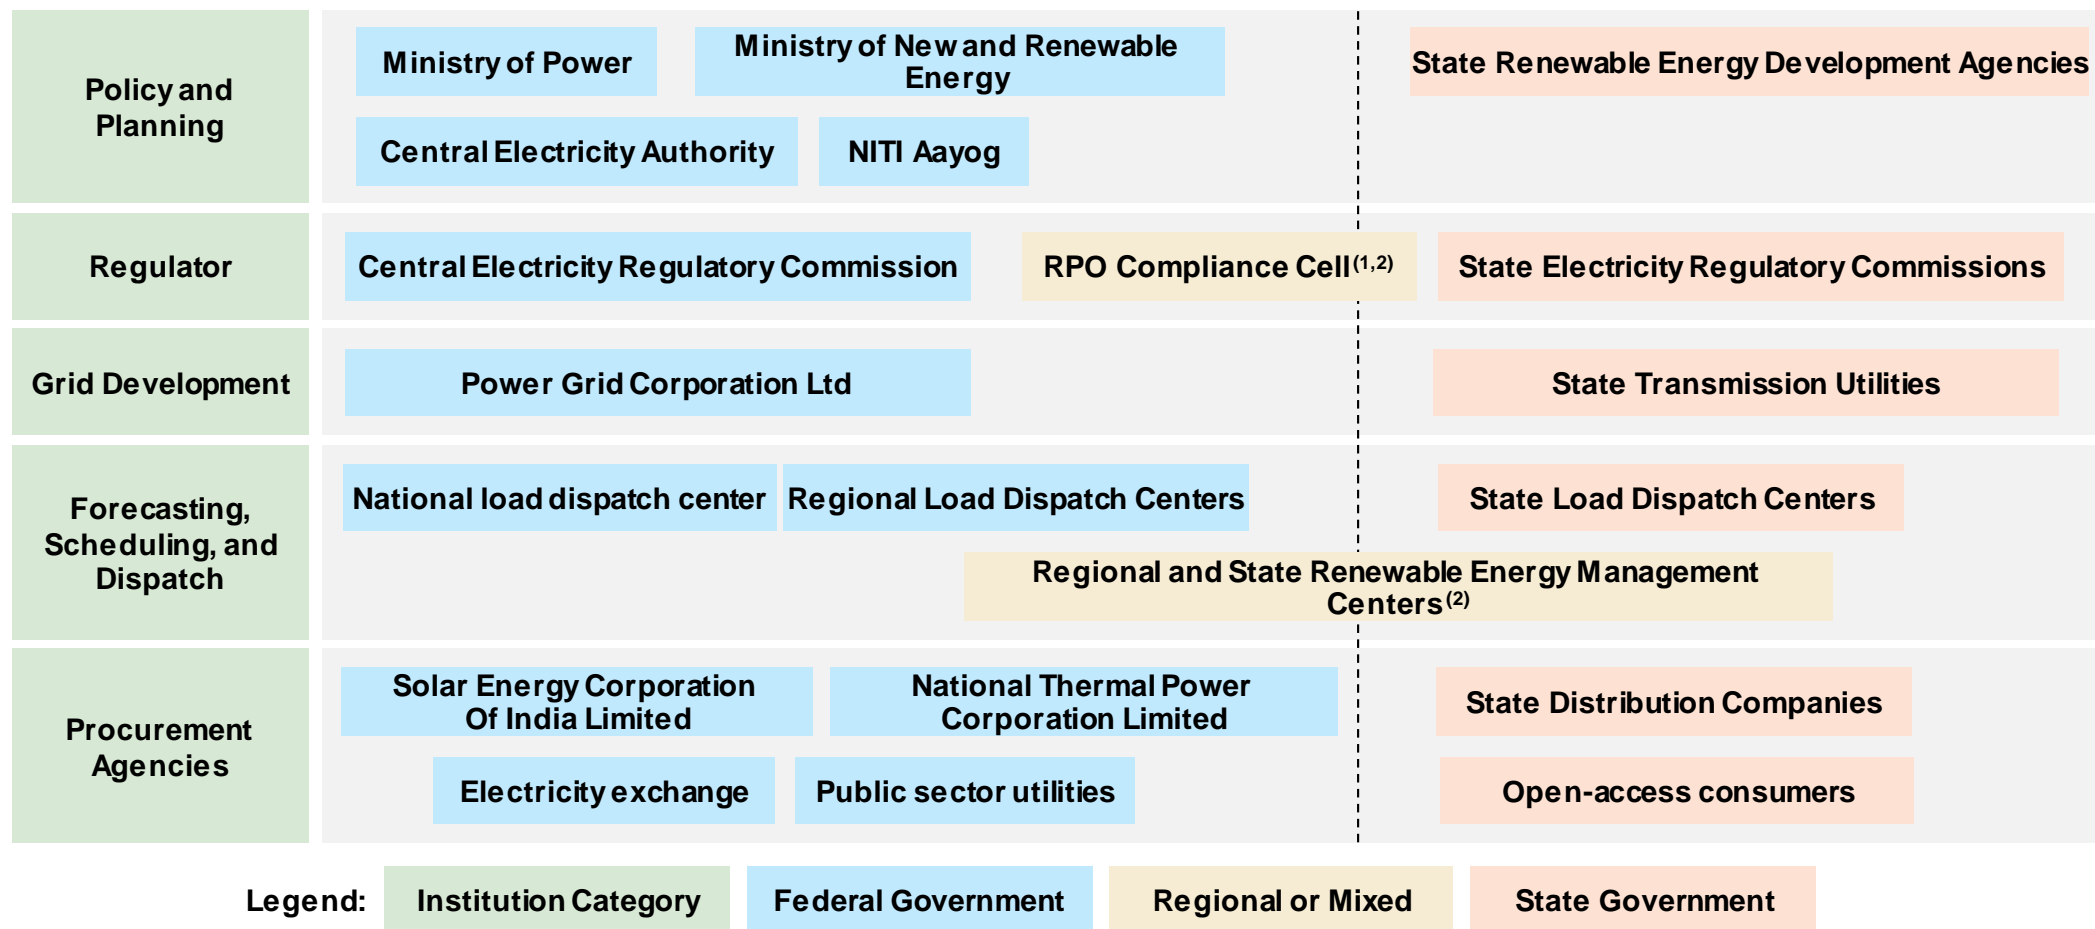 Policy and
Planning
Ministry of Power
Ministry of New and Renewable
Energy
State Renewable Energy Development Agencies
Central Electricity Authority
NITI Aayog
Regulator
Central Electricity Regulatory Commission
RPO Compliance Cell(1,2)
State Electricity Regulatory Commissions
Grid Development
Power Grid Corporation Ltd
State Transmission Utilities
Forecasting,
Scheduling, and
Dispatch
National load dispatch center
Regional Load Dispatch Centers
State Load Dispatch Centers
Regional and State Renewable Energy Management
Centers(2)
Procurement
Agencies
Solar Energy Corporation
Of India Limited
National Thermal Power
Corporation Limited
State Distribution Companies
Electricity exchange
Public sector utilities
Open-access consumers
Legend:
Institution Category
Federal Government
Regional or Mixed
State Government